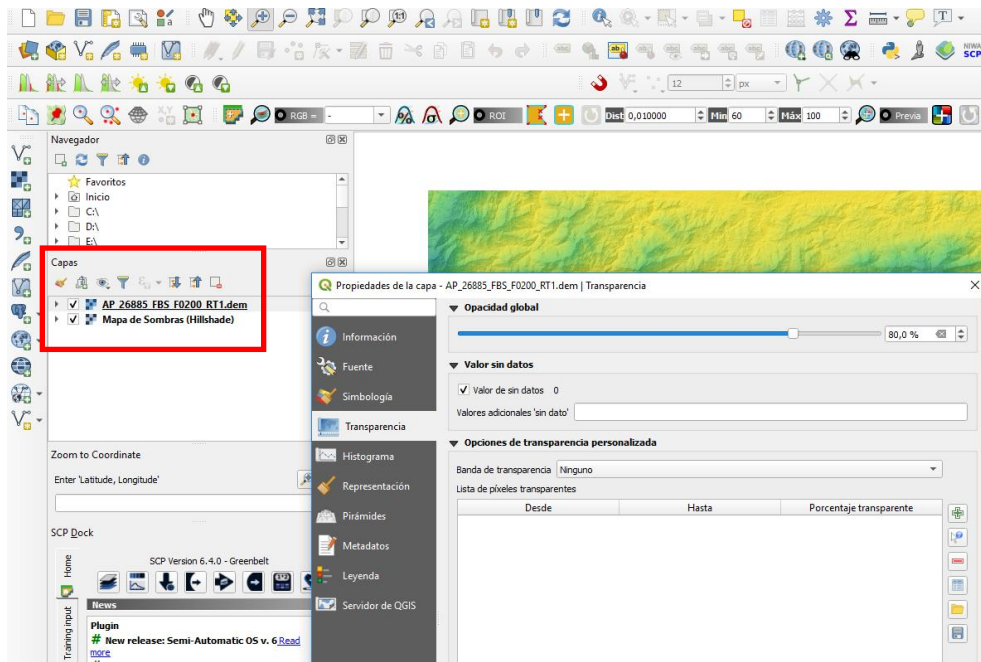 abc
ab
abc
NIWA
SCP
12
px
RGB =
-
ROI
Dist 0,010000
Min 60
Máx 100
Previa
Navegador
Favoritos
Inicio
C:\
D:\
E:\
Capas
AP_26885_FBS_F0200_RT1.dem
Mapa de Sombras (Hillshade)
Propiedades de la capa - AP_26885_FBS_F0200_RT1.dem | Transparencia
Información
Fuente
Simbología
Transparencia
Histograma
Representación
Pirámides
Metadatos
Leyenda
Servidor de QGIS
Opacidad global
80,0 %
Valor sin datos
Valor de sin datos 0
Valores adicionales 'sin dato'
Opciones de transparencia personalizada
Banda de transparencia Ninguno
Lista de píxeles transparentes
Desde Hasta Porcentaje transparente
Zoom to Coordinate
Enter 'Latitude, Longitude'
SCP Dock
Home
Training input
SCP Version 6.4.0 - Greenbelt
News
Plugin
# New release: Semi-Automatic OS v. 6 Read
more